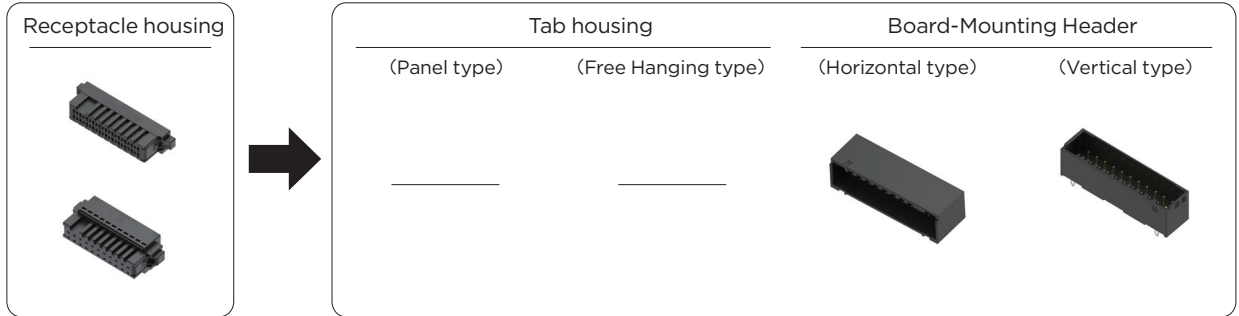 Receptacle housing
Tab housing
Board-Mounting Header
(Panel type)
(Free Hanging type)
(Horizontal type)
(Vertical type)